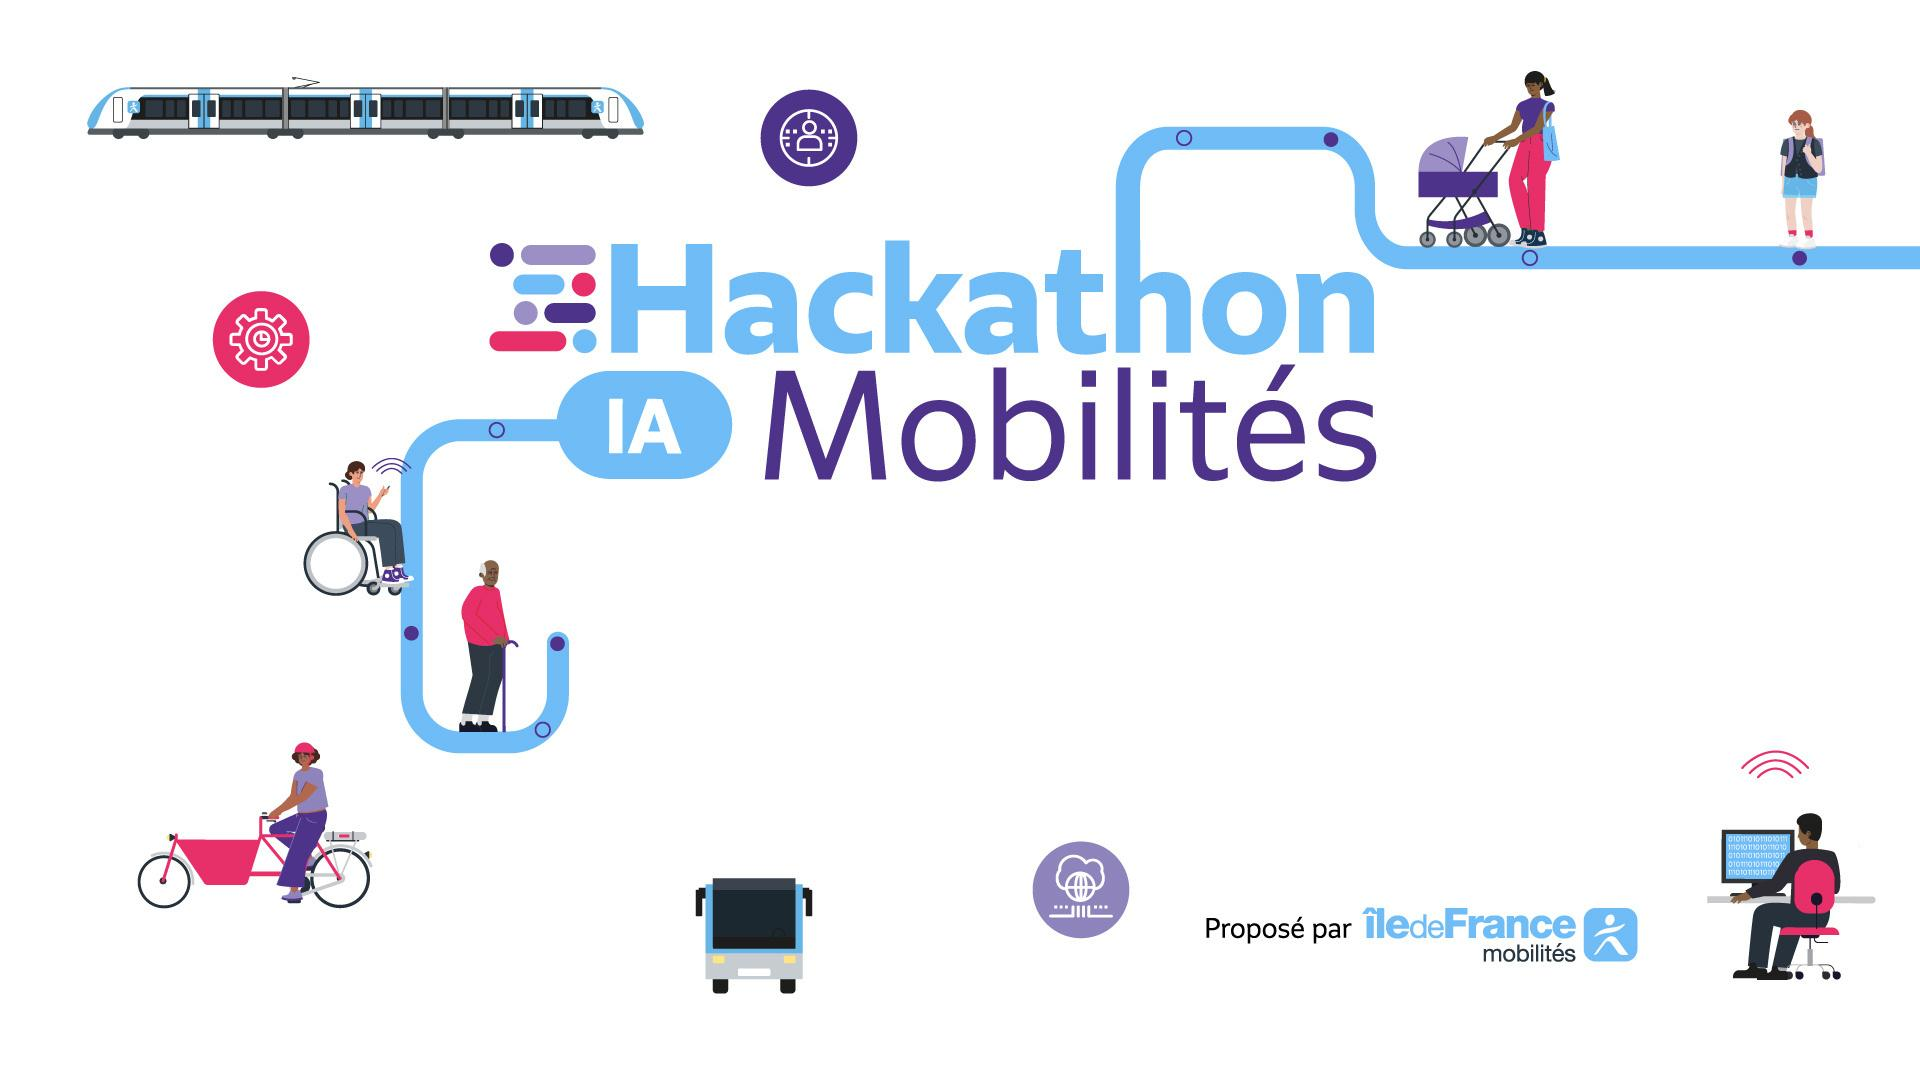 Hackathon
IA Mobilités
Proposé par îledeFrance
mobilités